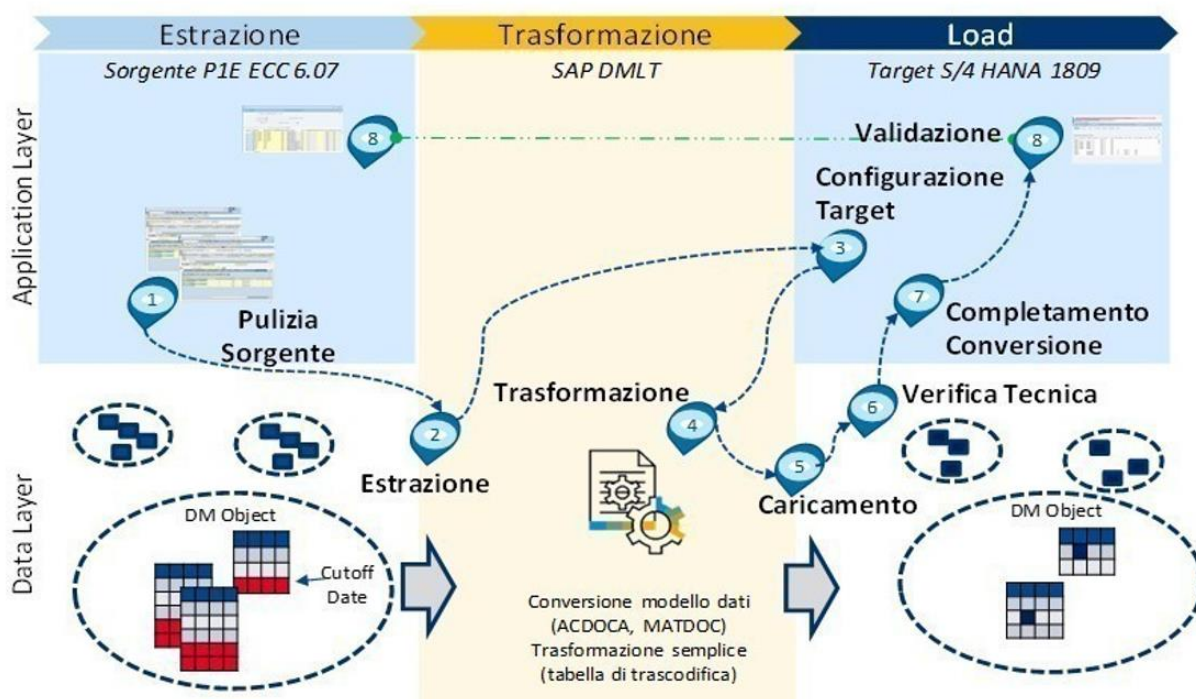 Estrazione
Trasformazione
Load
Sorgente P1E ECC 6.07
SAP DMLT
Target S/4 HANA 1809
Application Layer
8
Validazione
8
Configurazione
Target
3
1
Pulizia
Sorgente
7
Completamento
Conversione
Trasformazione
4
2
Estrazione
6
Verifica Tecnica
5
Caricamento
Data Layer
DM Object
Cutoff
Date
DM Object
Conversione modello dati
(ACDOCA, MATDOC)
Trasformazione semplice
(tabella di trascodifica)